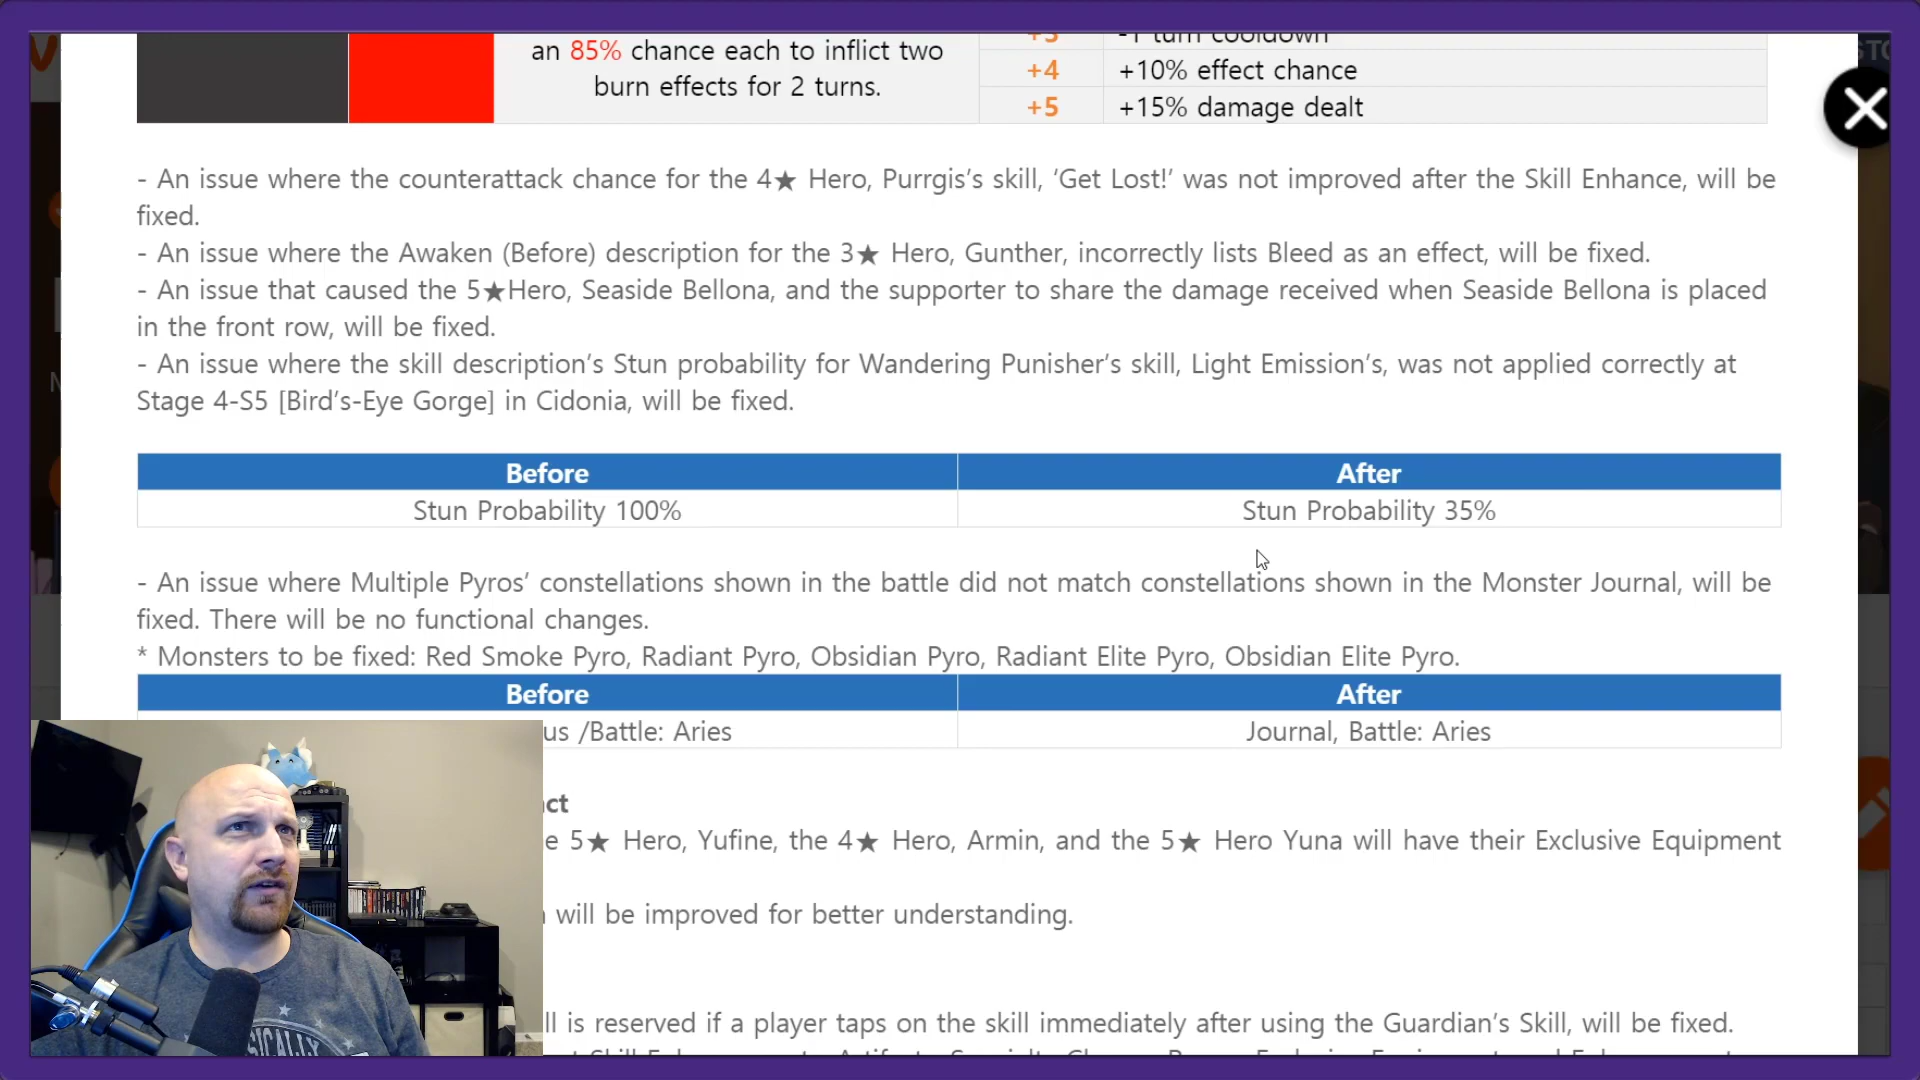 an 85% chance each to inflict two
burn effects for 2 turns.
-1 turn cooldown
+4 +10% effect chance
+5 +15% damage dealt
- An issue where the counterattack chance for the 4★ Hero, Purrgis’s skill, ‘Get Lost!’ was not improved after the Skill Enhance, will be
fixed.
- An issue where the Awaken (Before) description for the 3★ Hero, Gunther, incorrectly lists Bleed as an effect, will be fixed.
- An issue that caused the 5★Hero, Seaside Bellona, and the supporter to share the damage received when Seaside Bellona is placed
in the front row, will be fixed.
- An issue where the skill description’s Stun probability for Wandering Punisher’s skill, Light Emission’s, was not applied correctly at
Stage 4-S5 [Bird’s-Eye Gorge] in Cidonia, will be fixed.
Before After
Stun Probability 100% Stun Probability 35%
- An issue where Multiple Pyros’ constellations shown in the battle did not match constellations shown in the Monster Journal, will be
fixed. There will be no functional changes.
* Monsters to be fixed: Red Smoke Pyro, Radiant Pyro, Obsidian Pyro, Radiant Elite Pyro, Obsidian Elite Pyro.
Before After
us /Battle: Aries Journal, Battle: Aries
ct
e 5★ Hero, Yufine, the 4★ Hero, Armin, and the 5★ Hero Yuna will have their Exclusive Equipment
will be improved for better understanding.
ll is reserved if a player taps on the skill immediately after using the Guardian’s Skill, will be fixed.